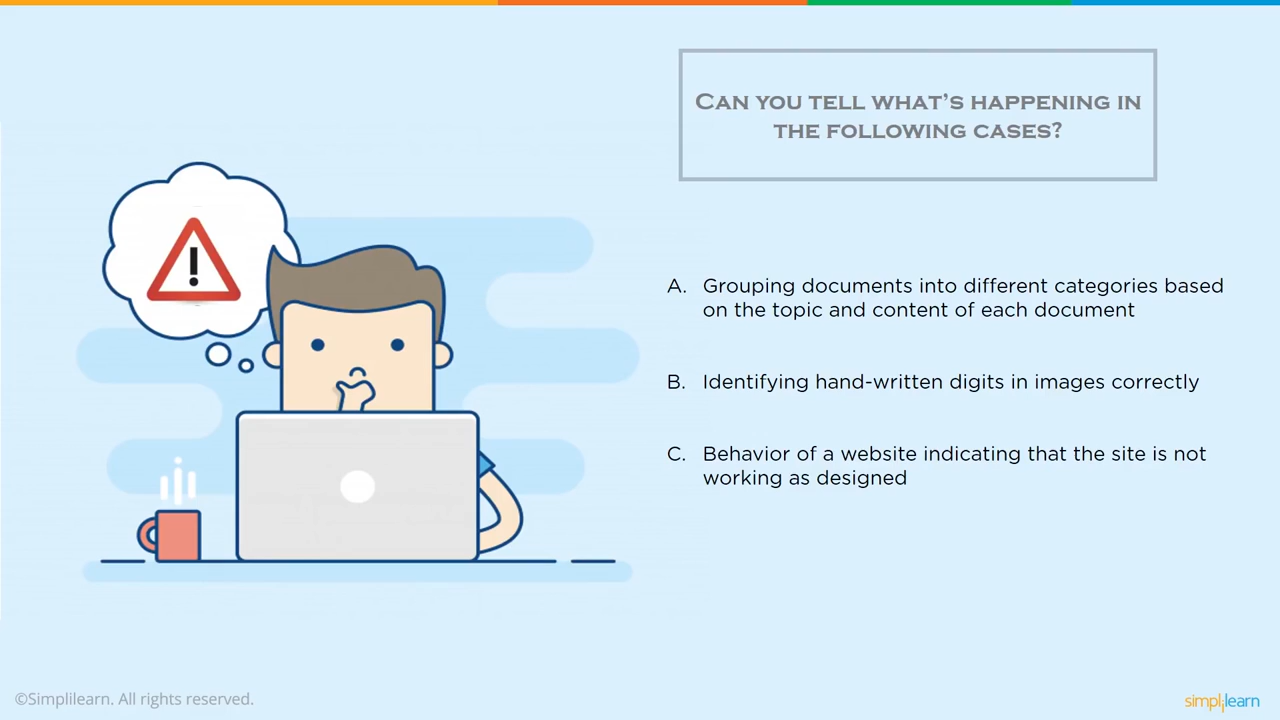 Can you tell what's happening in
the following cases?
A. Grouping documents into different categories based
on the topic and content of each document
B. Identifying hand-written digits in images correctly
C. Behavior of a website indicating that the site is not
working as designed
©Simplilearn. All rights reserved.
simplilearn